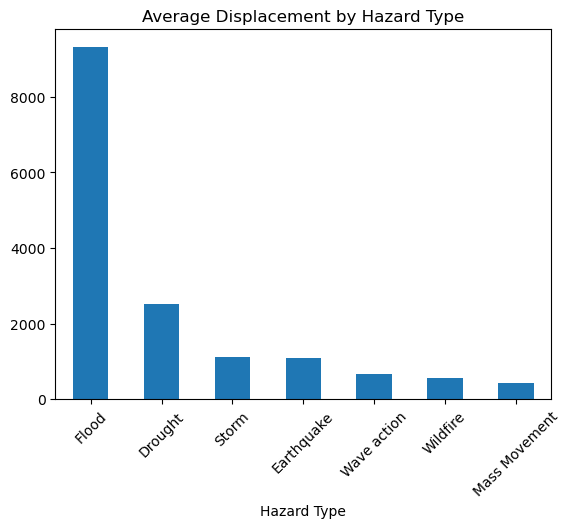 Average Displacement by Hazard Type
8000
6000
4000
2000
0
Flood
Drought
Storm
Earthquake
Wave action
Wildfire
Mass Movement
Hazard Type